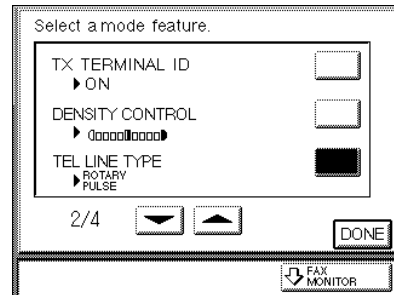 Select a mode feature.
TX TERMINAL ID
ON
DENSITY CONTROL
TEL LINE TYPE
ROTARY
PULSE
2/4
DONE
FAX
MONITOR